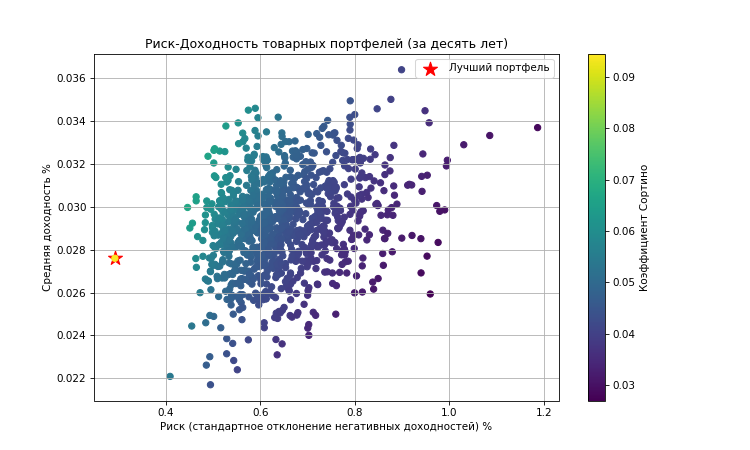 Риск-Доходность товарных портфелей (за десять лет)
Лучший портфель
Средняя доходность %
0.036
0.034
0.032
0.030
0.028
0.026
0.024
0.022
0.4 0.6 0.8 1.0 1.2
Риск (стандартное отклонение негативных доходностей) %
0.09
0.08
0.07
0.06
0.05
0.04
0.03
Коэффициент Сортино